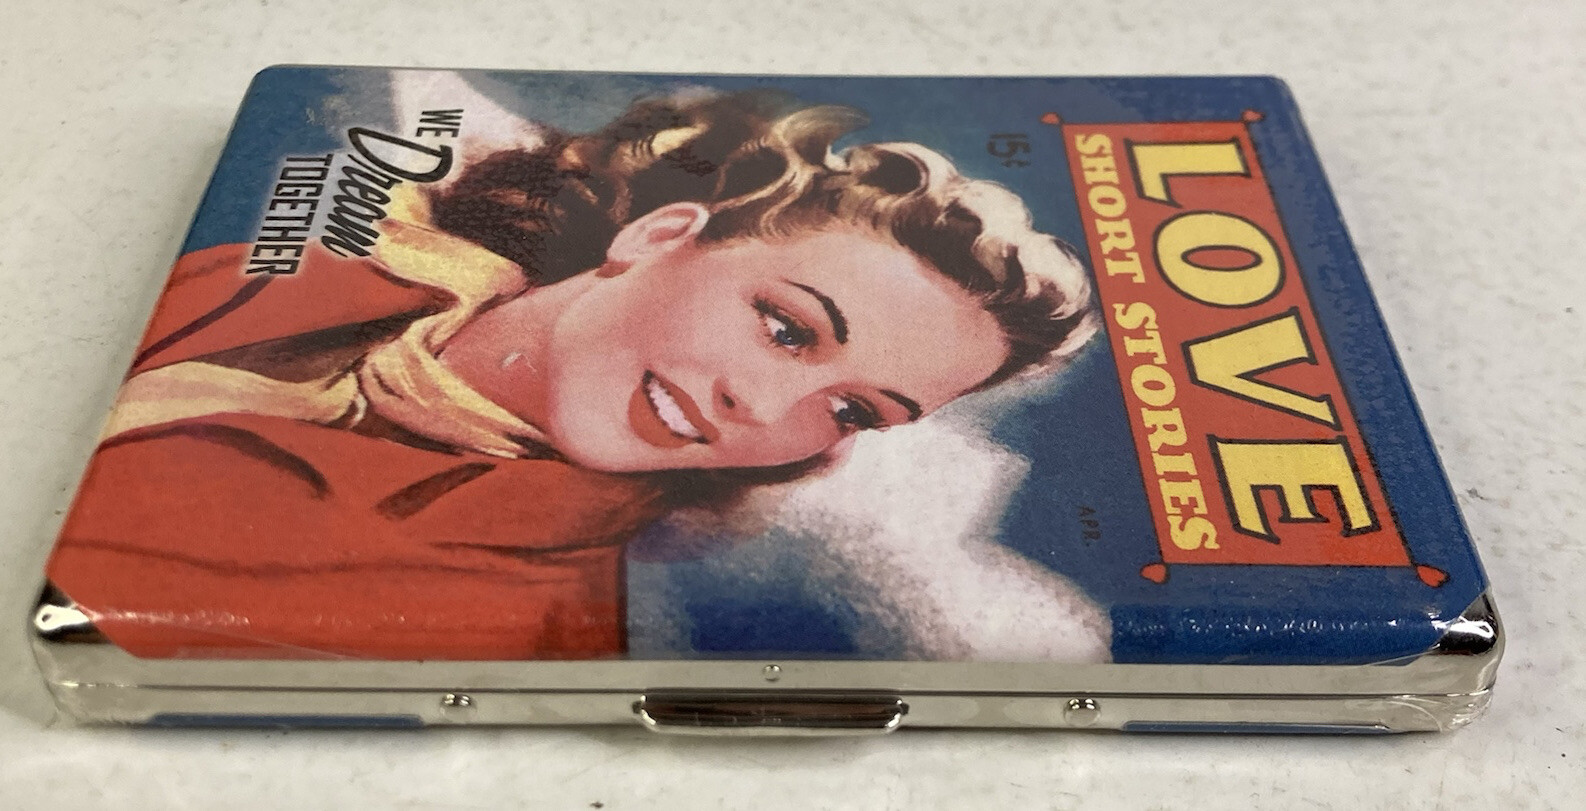 LOVE
SHORT STORIES
15¢
APR.
WE
Dream
TOGETHER